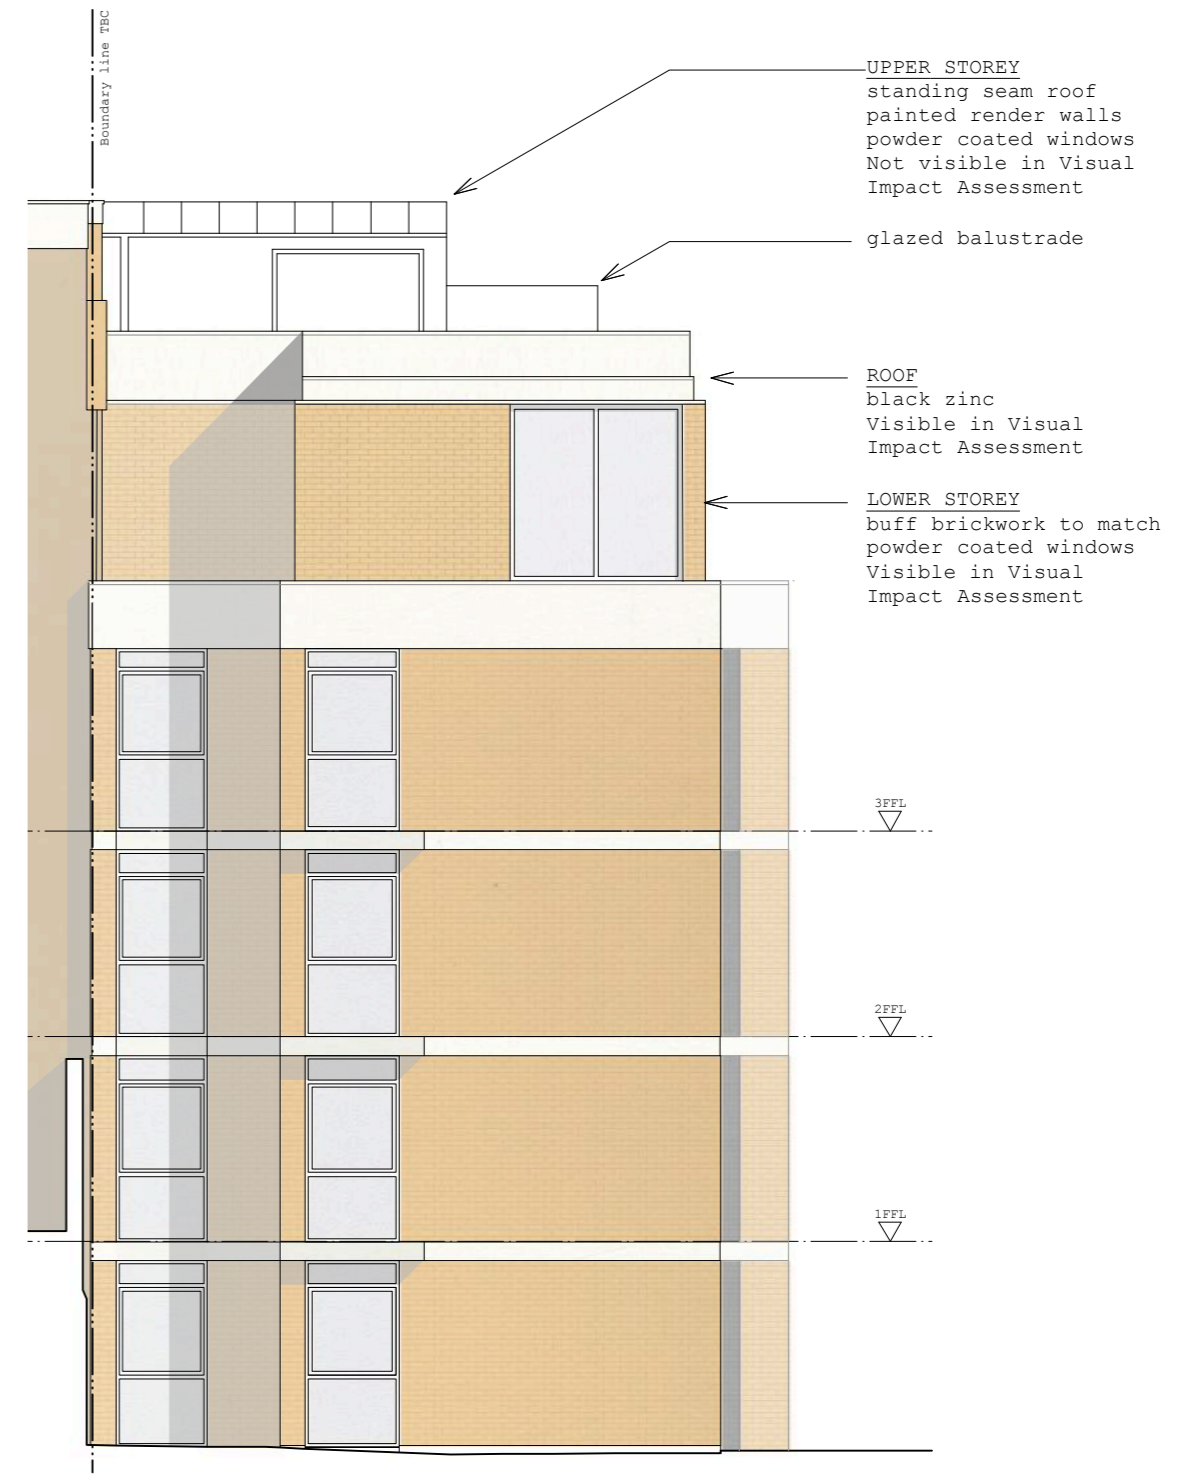 Boundary line TBC
UPPER STOREY
standing seam roof
painted render walls
powder coated windows
Not visible in Visual
Impact Assessment
glazed balustrade
ROOF
black zinc
Visible in Visual
Impact Assessment
LOWER STOREY
buff brickwork to match
powder coated windows
Visible in Visual
Impact Assessment
3FFL
2FFL
1FFL